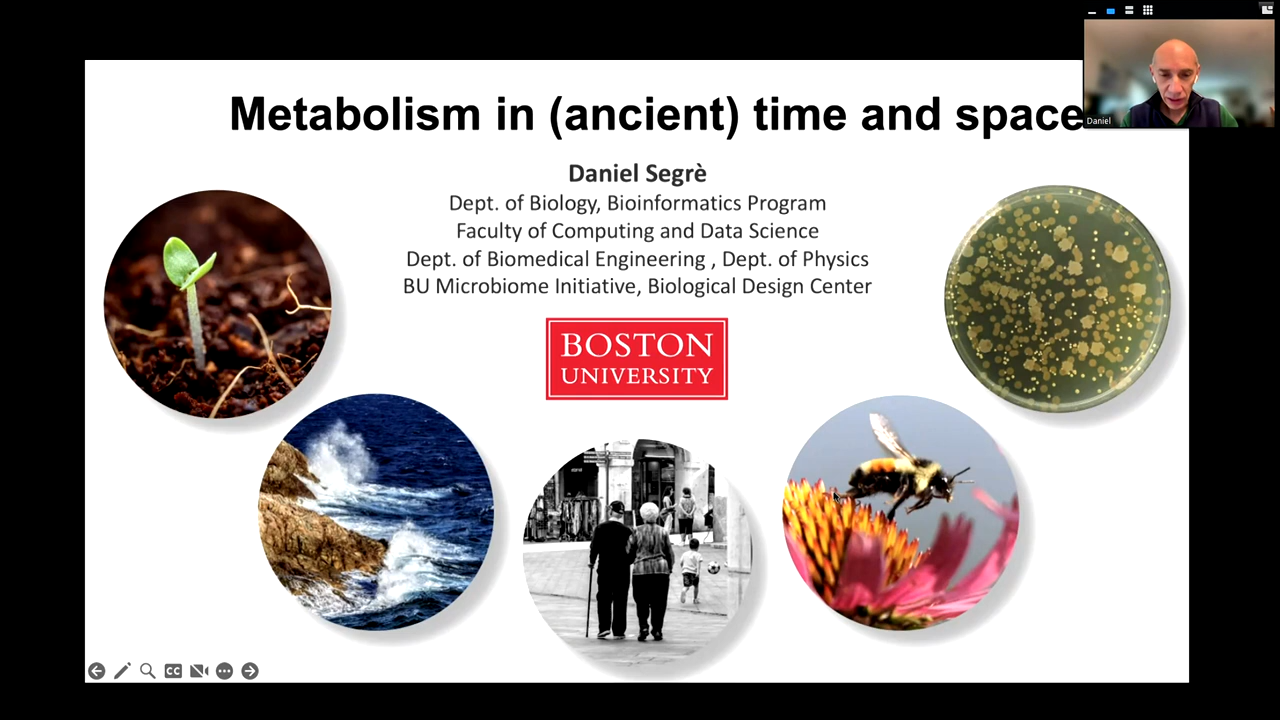 Metabolism in (ancient) time and space
Daniel
Daniel Segrè
Dept. of Biology, Bioinformatics Program
Faculty of Computing and Data Science
Dept. of Biomedical Engineering , Dept. of Physics
BU Microbiome Initiative, Biological Design Center
BOSTON
UNIVERSITY
CC